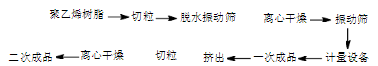 聚乙烯树脂 切粒 脱水振动筛 离心干燥 振动筛
二次成品 离心干燥 切粒 挤出 一次成品 计量设备